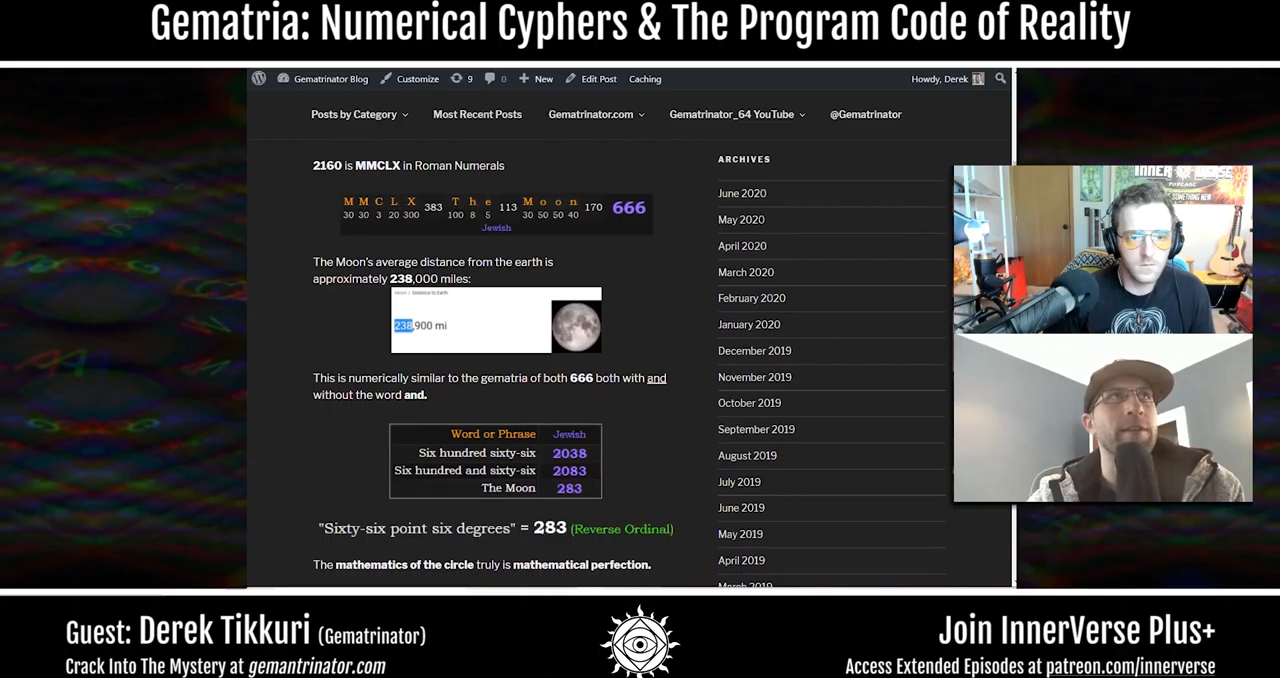 Gematria: Numerical Cyphers & The Program Code of Reality
Gematrinator Blog Customize 9 0 New Edit Post Caching Howdy, Derek
Posts by Category Most Recent Posts Gematrinator.com Gematrinator_64 YouTube @Gematrinator
2160 is MMCLX in Roman Numerals
M M C L X 383 T h e 113 M o o n 170 666
30 30 3 20 300 100 8 5 30 50 50 40
Jewish
The Moon's average distance from the earth is
approximately 238,000 miles:
238,900 mi
This is numerically similar to the gematria of both 666 both with and
without the word and.
Word or Phrase Jewish
Six hundred sixty-six 2038
Six hundred and sixty-six 2083
The Moon 283
"Sixty-six point six degrees" = 283 (Reverse Ordinal)
The mathematics of the circle truly is mathematical perfection.
ARCHIVES
June 2020
May 2020
April 2020
March 2020
February 2020
January 2020
December 2019
November 2019
October 2019
September 2019
August 2019
July 2019
June 2019
May 2019
April 2019
March 2019
Guest: Derek Tikkuri (Gematrinator)
Crack Into The Mystery at gemantrinator.com
Join InnerVerse Plus+
Access Extended Episodes at patreon.com/innerverse